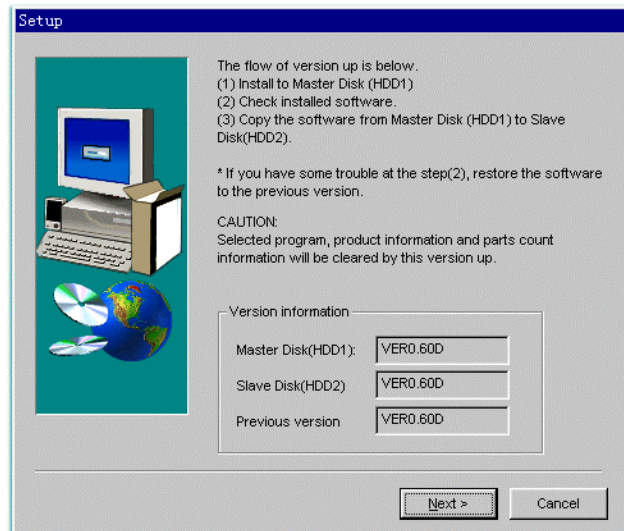 Setup
The flow of version up is below.
(1) Install to Master Disk (HDD1)
(2) Check installed software.
(3) Copy the software from Master Disk (HDD1) to Slave
Disk(HDD2).
* If you have some trouble at the step(2), restore the software
to the previous version.
CAUTION:
Selected program, product information and parts count
information will be cleared by this version up.
Version information
Master Disk(HDD1): VER0.60D
Slave Disk(HDD2) VER0.60D
Previous version VER0.60D
Next > Cancel